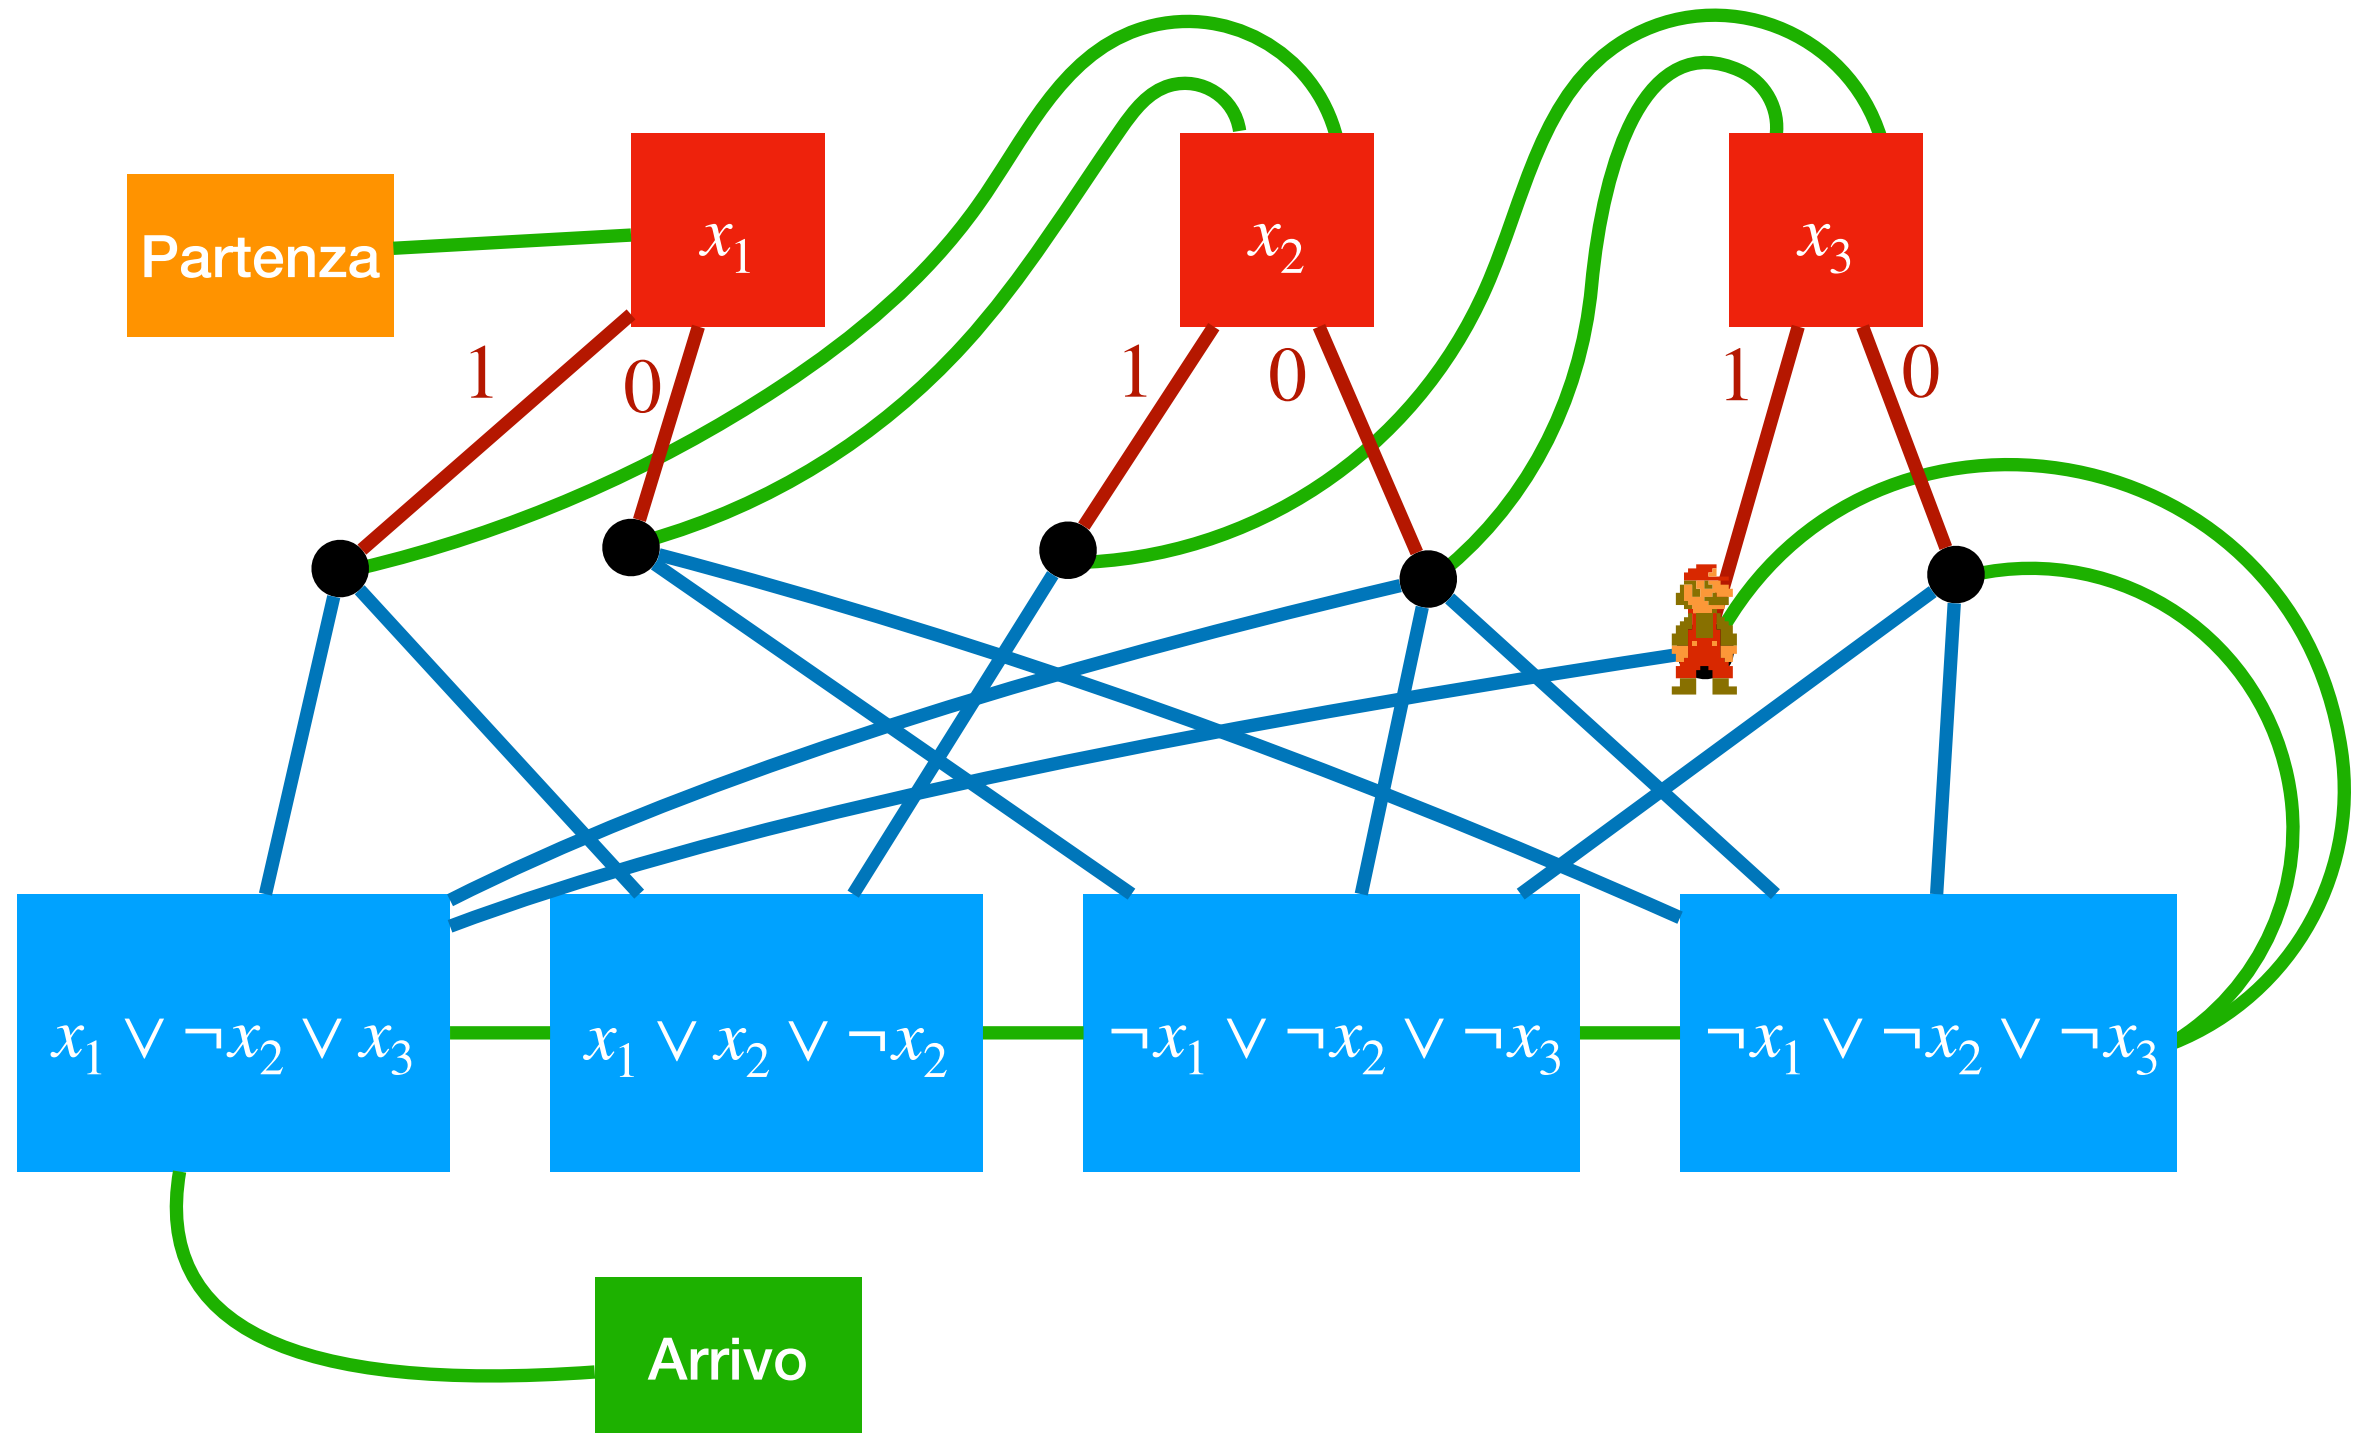 Partenza
x₁
x₂
x₃
1
0
1
0
1
0
x₁ ∨ ¬x₂ ∨ x₃
x₁ ∨ x₂ ∨ ¬x₂
¬x₁ ∨ ¬x₂ ∨ ¬x₃
¬x₁ ∨ ¬x₂ ∨ ¬x₃
Arrivo